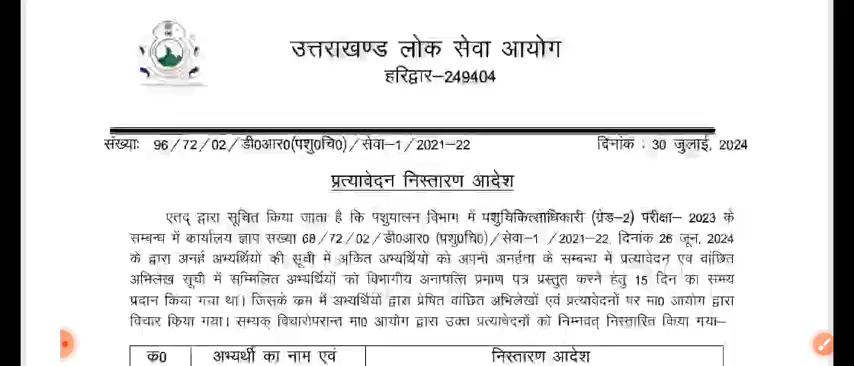 उत्तराखण्ड लोक सेवा आयोग
हरिद्वार–249404
संख्याः 96/72/02/डी0आर0(पशु0चि0)/सेवा–1/2021–22 दिनांक : 30 जुलाई, 2024
प्रत्यावेदन निस्तारण आदेश
एतद् द्वारा सूचित किया जाता है कि पशुपालन विभाग में पशुचिकित्साधिकारी (ग्रेड–2) परीक्षा– 2023 के
सम्बन्ध में कार्यालय ज्ञाप संख्या 68/72/02/डी0आर0 (पशु0चि0)/सेवा–1 /2021–22, दिनांक 26 जून, 2024
के द्वारा अनर्ह अभ्यर्थियों की सूची में अंकित अभ्यर्थियों को अपनी अनर्हता के सम्बन्ध में प्रत्यावेदन एवं वांछित
अभिलेख सूची में सम्मिलित अभ्यर्थियों को विभागीय अनापत्ति प्रमाण पत्र प्रस्तुत करने हेतु 15 दिन का समय
प्रदान किया गया था। जिसके क्रम में अभ्यर्थियों द्वारा प्रेषित वांछित अभिलेखों एवं प्रत्यावेदनों पर मा0 आयोग द्वारा
विचार किया गया। सम्यक् विचारोपरान्त मा0 आयोग द्वारा उक्त प्रत्यावेदनों को निम्नवत् निस्तारित किया गया–
क0 अभ्यर्थी का नाम एवं निस्तारण आदेश